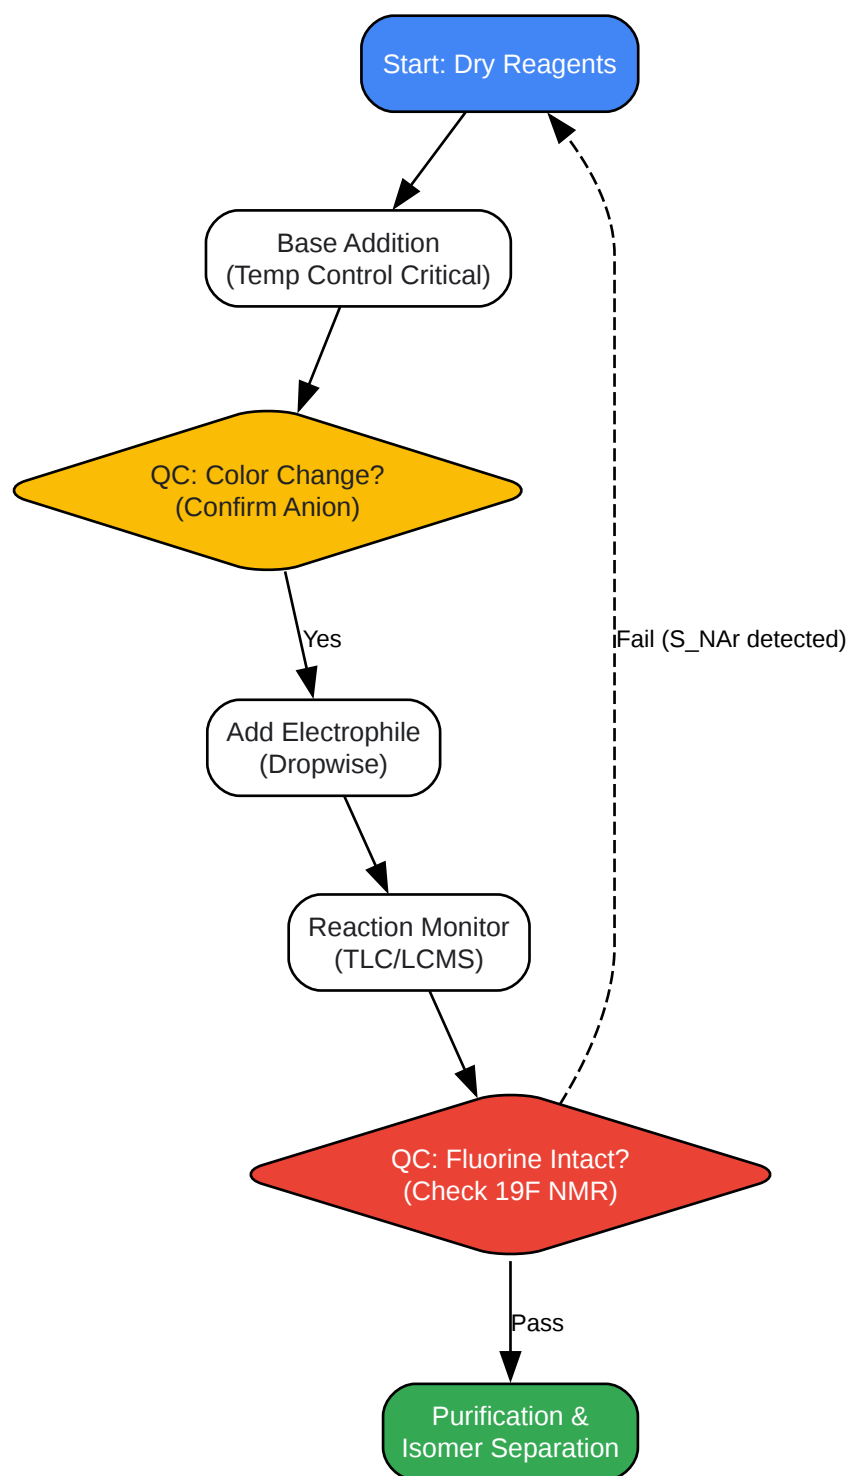 Start: Dry Reagents
Base Addition
(Temp Control Critical)
QC: Color Change?
(Confirm Anion)
Yes
Fail (S_NAr detected)
Add Electrophile
(Dropwise)
Reaction Monitor
(TLC/LCMS)
QC: Fluorine Intact?
(Check 19F NMR)
Pass
Purification &
Isomer Separation